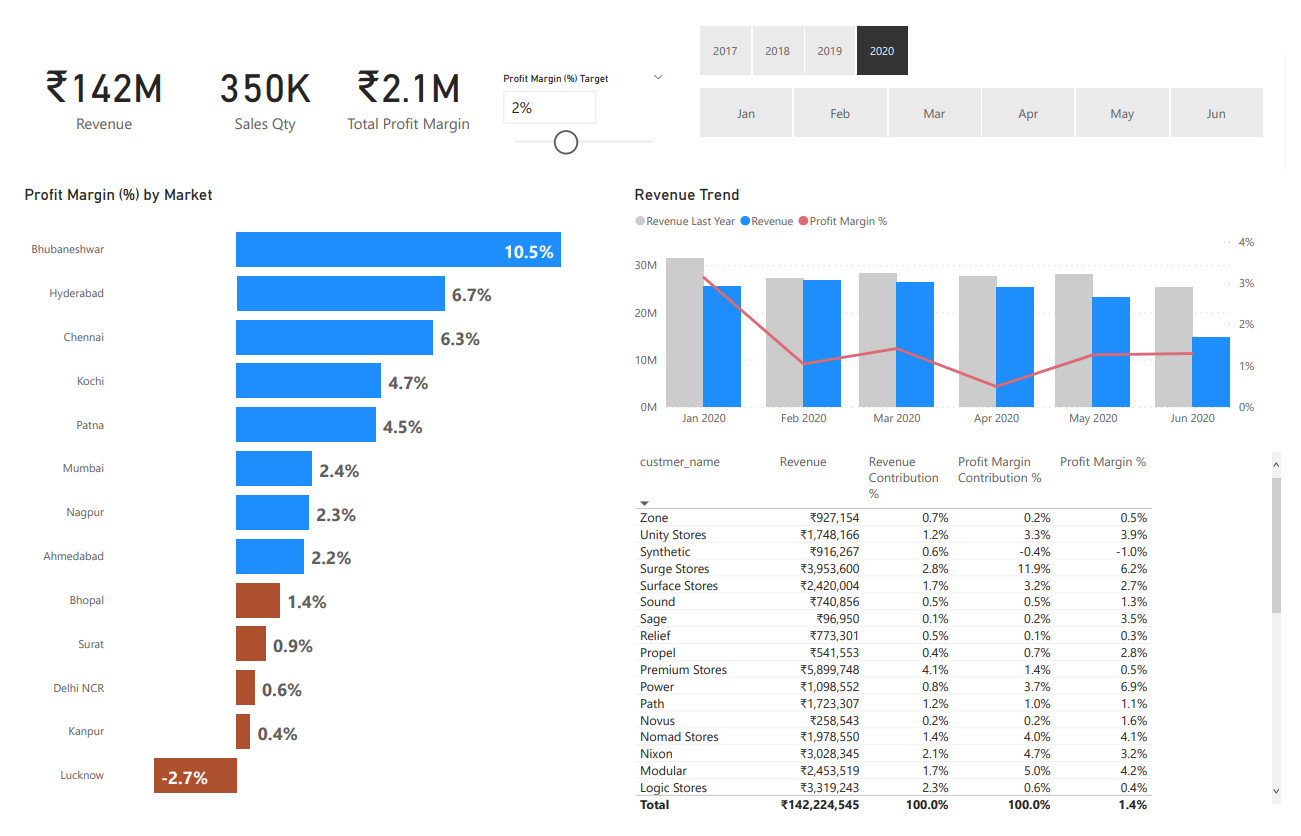 ₹142M
Revenue
350K
Sales Qty
₹2.1M
Total Profit Margin
Profit Margin (%) Target
2%
2017 2018 2019 2020
Jan Feb Mar Apr May Jun
Profit Margin (%) by Market
Bhubaneshwar 10.5%
Hyderabad 6.7%
Chennai 6.3%
Kochi 4.7%
Patna 4.5%
Mumbai 2.4%
Nagpur 2.3%
Ahmedabad 2.2%
Bhopal 1.4%
Surat 0.9%
Delhi NCR 0.6%
Kanpur 0.4%
Lucknow -2.7%
Revenue Trend
Revenue Last Year Revenue Profit Margin %
4%
30M 3%
20M 2%
10M 1%
0M 0%
Jan 2020 Feb 2020 Mar 2020 Apr 2020 May 2020 Jun 2020
custmer_name Revenue Revenue Profit Margin Profit Margin %
Contribution Contribution %
%
Zone ₹927,154 0.7% 0.2% 0.5%
Unity Stores ₹1,748,166 1.2% 3.3% 3.9%
Synthetic ₹916,267 0.6% -0.4% -1.0%
Surge Stores ₹3,953,600 2.8% 11.9% 6.2%
Surface Stores ₹2,420,004 1.7% 3.2% 2.7%
Sound ₹740,856 0.5% 0.5% 1.3%
Sage ₹96,950 0.1% 0.2% 3.5%
Relief ₹773,301 0.5% 0.1% 0.3%
Propel ₹541,553 0.4% 0.7% 2.8%
Premium Stores ₹5,899,748 4.1% 1.4% 0.5%
Power ₹1,098,552 0.8% 3.7% 6.9%
Path ₹1,723,307 1.2% 1.0% 1.1%
Novus ₹258,543 0.2% 0.2% 1.6%
Nomad Stores ₹1,978,550 1.4% 4.0% 4.1%
Nixon ₹3,028,345 2.1% 4.7% 3.2%
Modular ₹2,453,519 1.7% 5.0% 4.2%
Logic Stores ₹3,319,243 2.3% 0.6% 0.4%
Total ₹142,224,545 100.0% 100.0% 1.4%